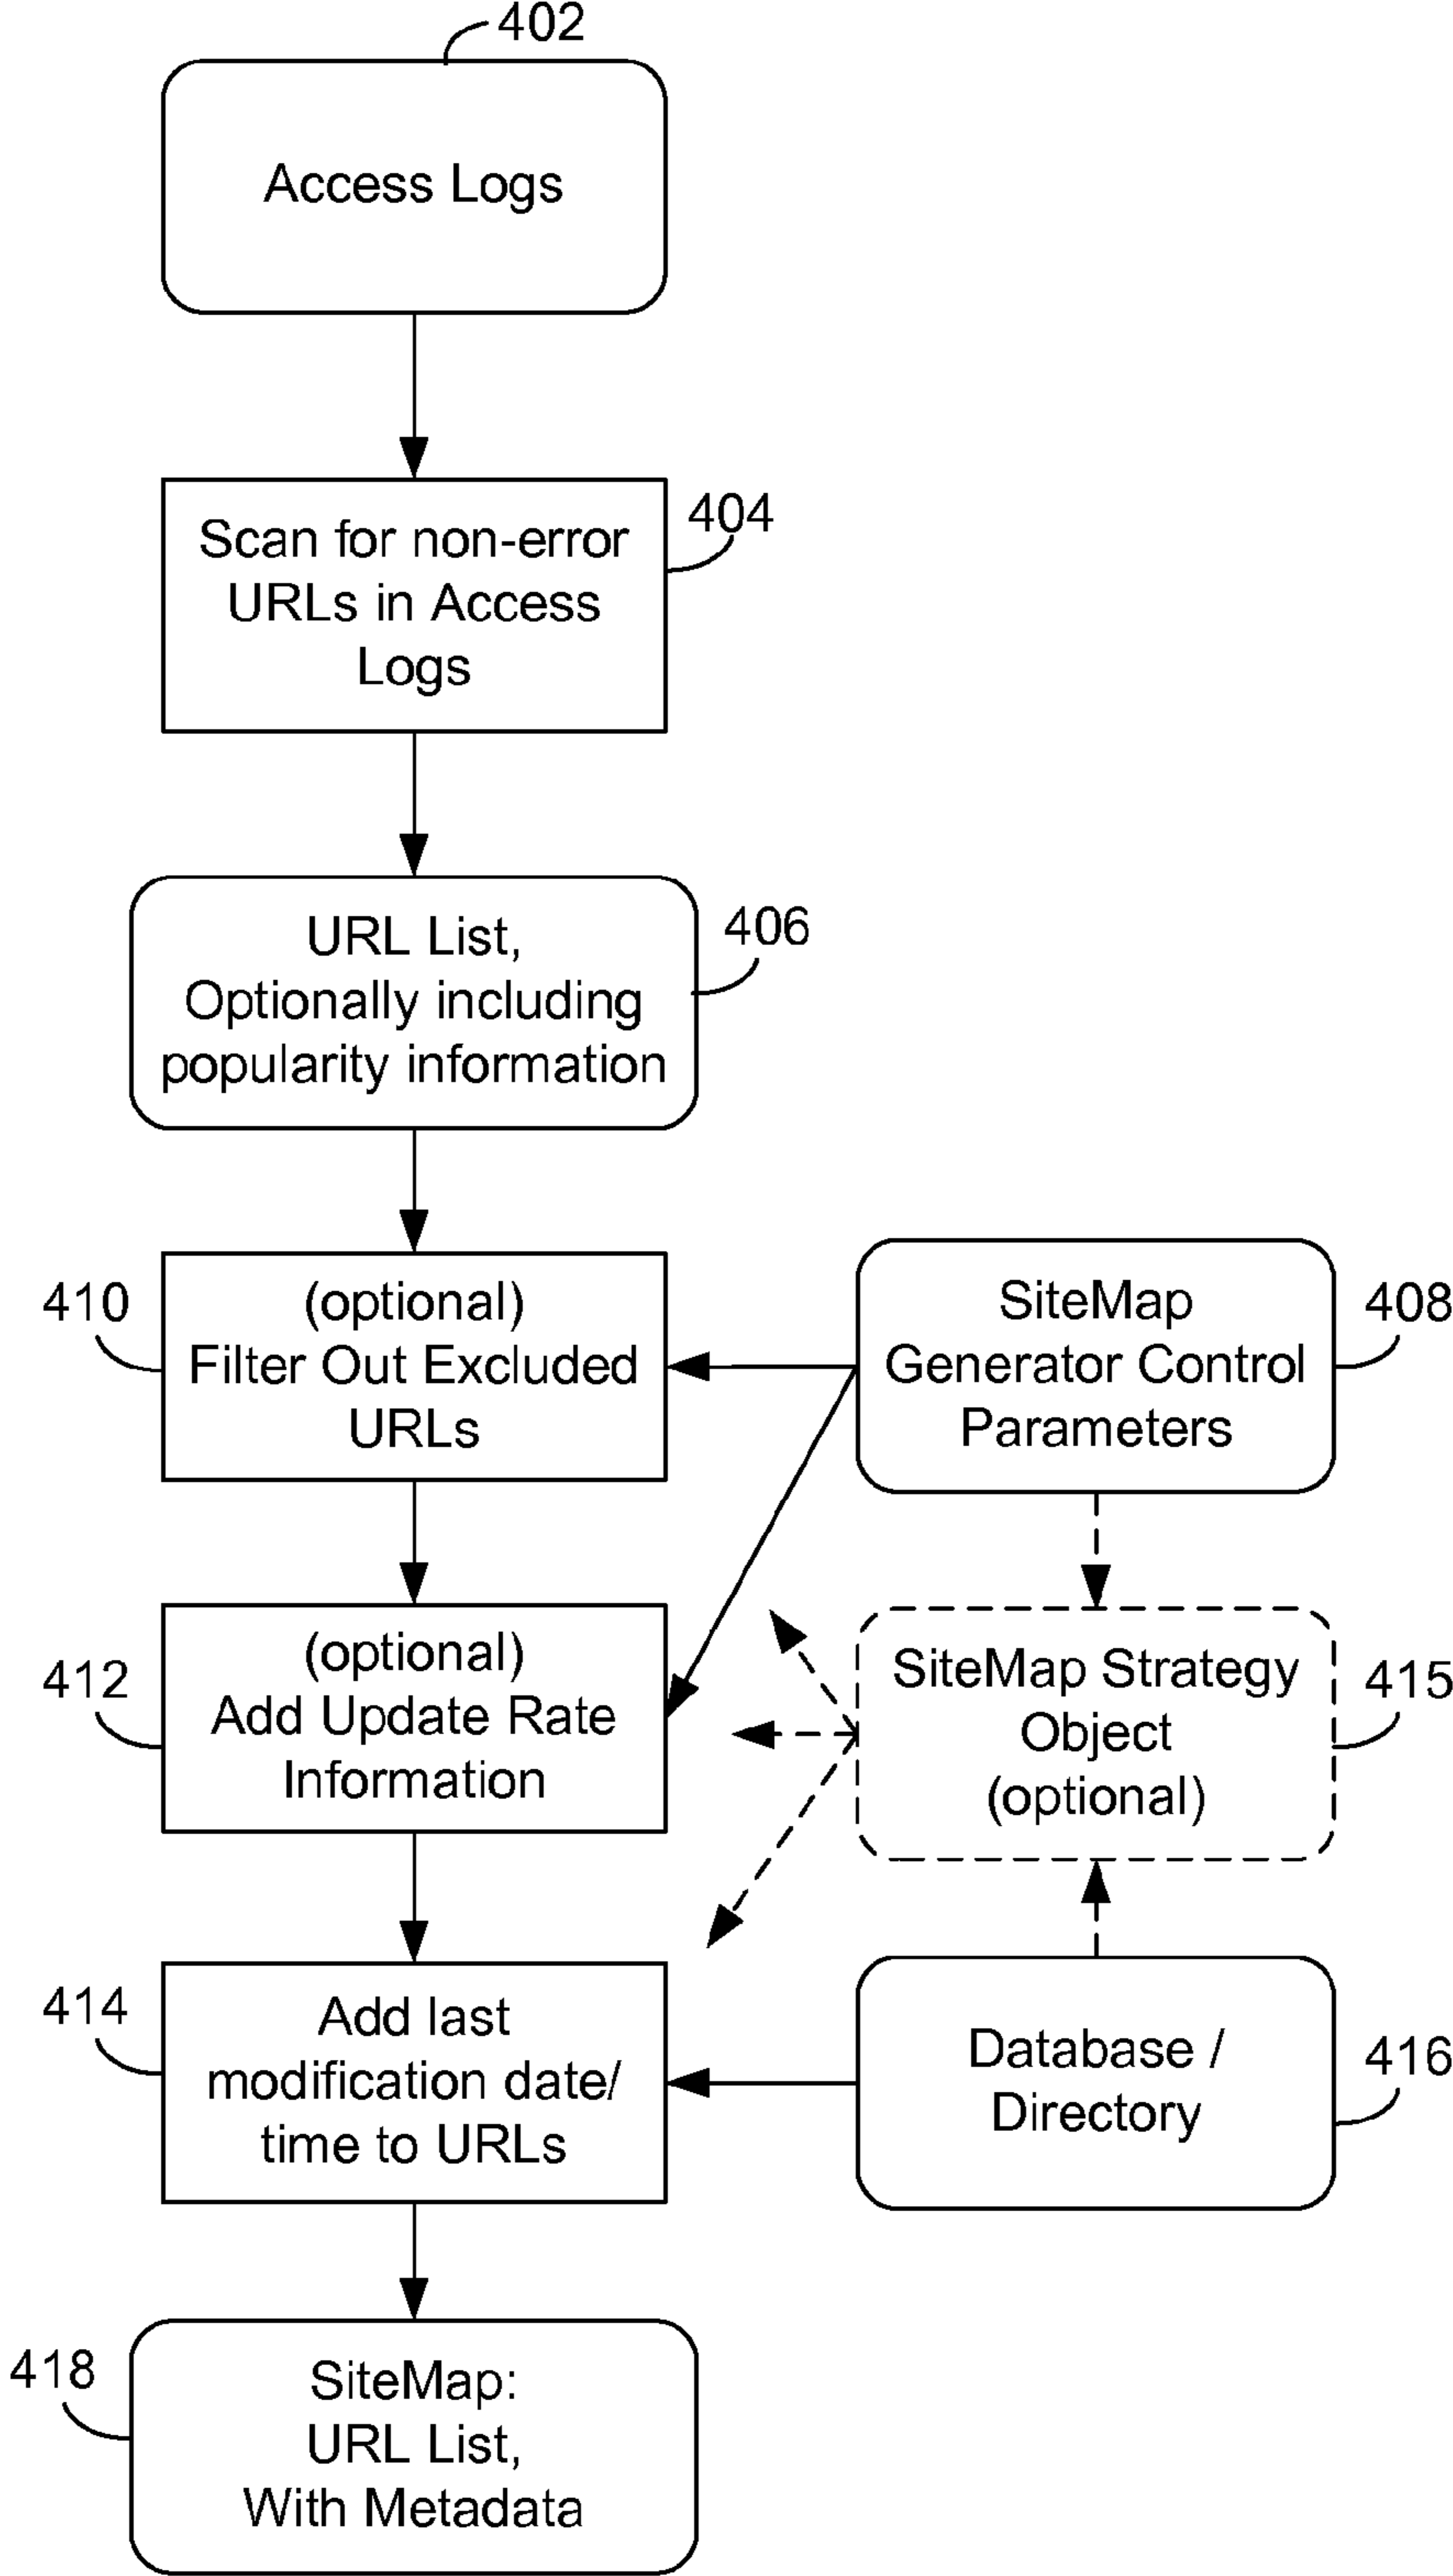 402
Access Logs
Scan for non-error
URLs in Access
Logs
404
URL List,
Optionally including
popularity information
406
410
(optional)
Filter Out Excluded
URLs
SiteMap
Generator Control
Parameters
408
412
(optional)
Add Update Rate
Information
SiteMap Strategy
Object
(optional)
415
414
Add last
modification date/
time to URLs
Database /
Directory
416
418
SiteMap:
URL List,
With Metadata